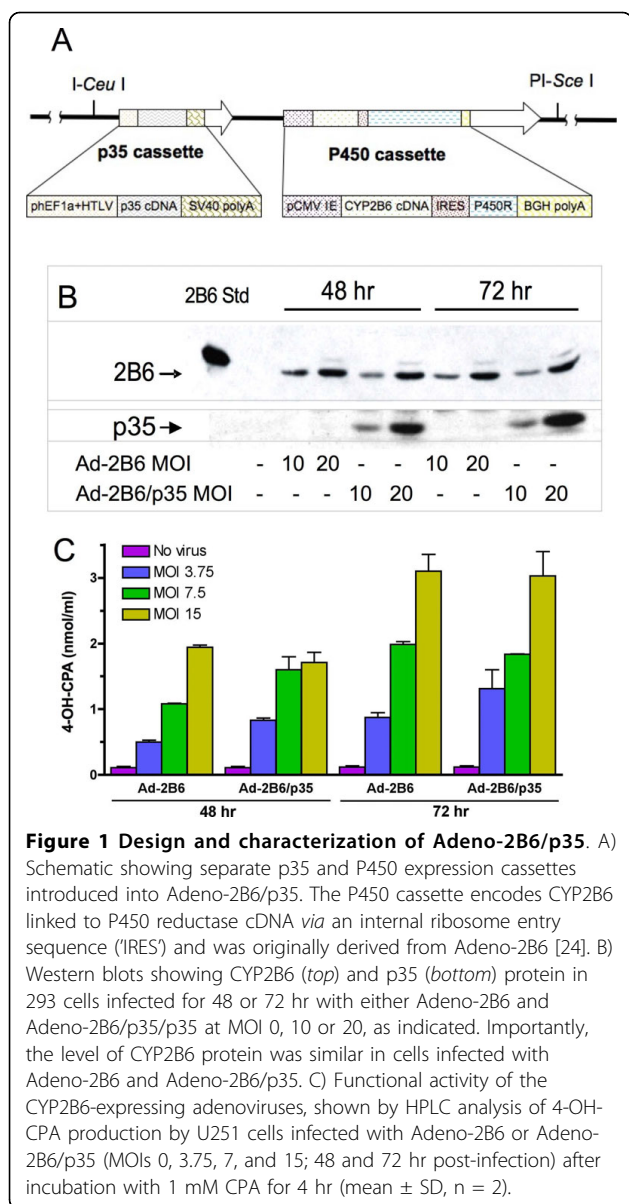 A
I-Ceu I
PI-Sce I
p35 cassette
P450 cassette
phEF1a+HTLV p35 cDNA SV40 polyA
pCMV IE CYP2B6 cDNA IRES P450R BGH polyA
B
2B6 Std 48 hr 72 hr
2B6
p35
Ad-2B6 MOI - 10 20 - - 10 20 - -
Ad-2B6/p35 MOI - - - 10 20 - - 10 20
C
No virus
MOI 3.75
MOI 7.5
MOI 15
4-OH-CPA (nmol/ml)
3
2
1
0
Ad-2B6 Ad-2B6/p35 Ad-2B6 Ad-2B6/p35
48 hr 72 hr
Figure 1 Design and characterization of Adeno-2B6/p35. A)
Schematic showing separate p35 and P450 expression cassettes
introduced into Adeno-2B6/p35. The P450 cassette encodes CYP2B6
linked to P450 reductase cDNA via an internal ribosome entry
sequence ('IRES') and was originally derived from Adeno-2B6 [24]. B)
Western blots showing CYP2B6 (top) and p35 (bottom) protein in
293 cells infected for 48 or 72 hr with either Adeno-2B6 and
Adeno-2B6/p35/p35 at MOI 0, 10 or 20, as indicated. Importantly,
the level of CYP2B6 protein was similar in cells infected with
Adeno-2B6 and Adeno-2B6/p35. C) Functional activity of the
CYP2B6-expressing adenoviruses, shown by HPLC analysis of 4-OH-
CPA production by U251 cells infected with Adeno-2B6 or Adeno-
2B6/p35 (MOIs 0, 3.75, 7, and 15; 48 and 72 hr post-infection) after
incubation with 1 mM CPA for 4 hr (mean ± SD, n = 2).